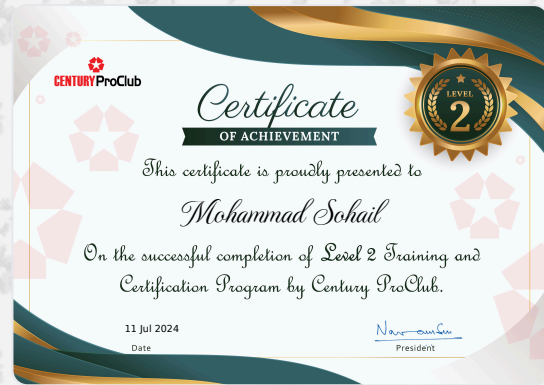 CENTURY ProClub
Certificate
OF ACHIEVEMENT
LEVEL
2
This certificate is proudly presented to
Mohammad Sohail
On the successful completion of Level 2 Training and
Certification Program by Century ProClub.
11 Jul 2024
Date
President